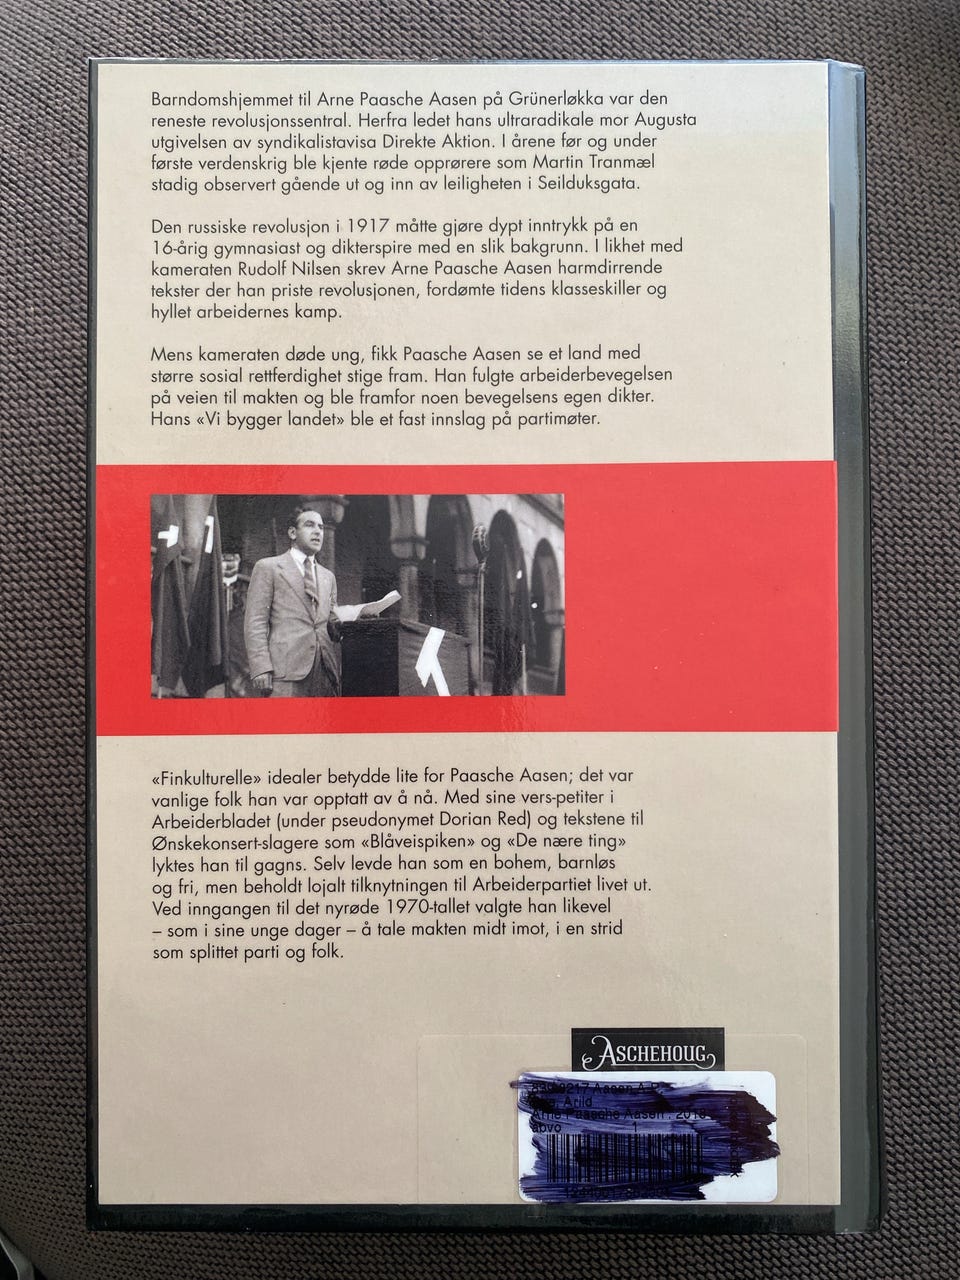 Barndomshjemmet til Arne Paasche Aasen på Grünerløkka var den
reneste revolusjonssentral. Herfra ledet hans ultraradikale mor Augusta
utgivelsen av syndikalistavisa Direkte Aktion. I årene før og under
første verdenskrig ble kjente røde opprørere som Martin Tranmæl
stadig observert gående ut og inn av leiligheten i Seilduksgata.
Den russiske revolusjon i 1917 måtte gjøre dypt inntrykk på en
16-årig gymnasiast og dikterspire med en slik bakgrunn. I likhet med
kameraten Rudolf Nilsen skrev Arne Paasche Aasen harmdirrende
tekster der han priste revolusjonen, fordømte tidens klasseskiller og
hyllet arbeidernes kamp.
Mens kameraten døde ung, fikk Paasche Aasen se et land med
større sosial rettferdighet stige fram. Han fulgte arbeiderbevegelsen
på veien til makten og ble framfor noen bevegelsens egen dikter.
Hans «Vi bygger landet» ble et fast innslag på partimøter.
«Finkulturelle» idealer betydde lite for Paasche Aasen; det var
vanlige folk han var opptatt av å nå. Med sine vers-petiter i
Arbeiderbladet (under pseudonymet Dorian Red) og tekstene til
Ønskekonsert-slagere som «Blåveispiken» og «De nære ting»
lyktes han til gagns. Selv levde han som en bohem, barnløs
og fri, men beholdt lojalt tilknytningen til Arbeiderpartiet livet ut.
Ved inngangen til det nyrøde 1970-tallet valgte han likevel
– som i sine unge dager – å tale makten midt imot, i en strid
som splittet parti og folk.
ASCHEHOUG
Aasen
Arild
Arne Paasche Aasen
abvo 1